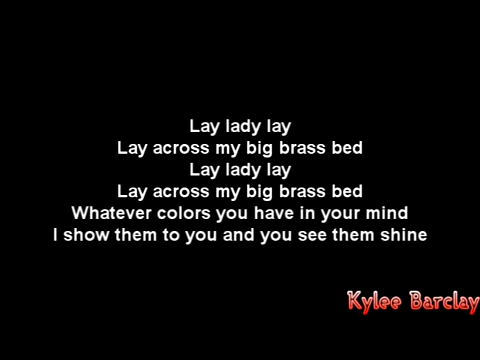 Lay lady lay
Lay across my big brass bed
Lay lady lay
Lay across my big brass bed
Whatever colors you have in your mind
I show them to you and you see them shine
Kylee Barclay